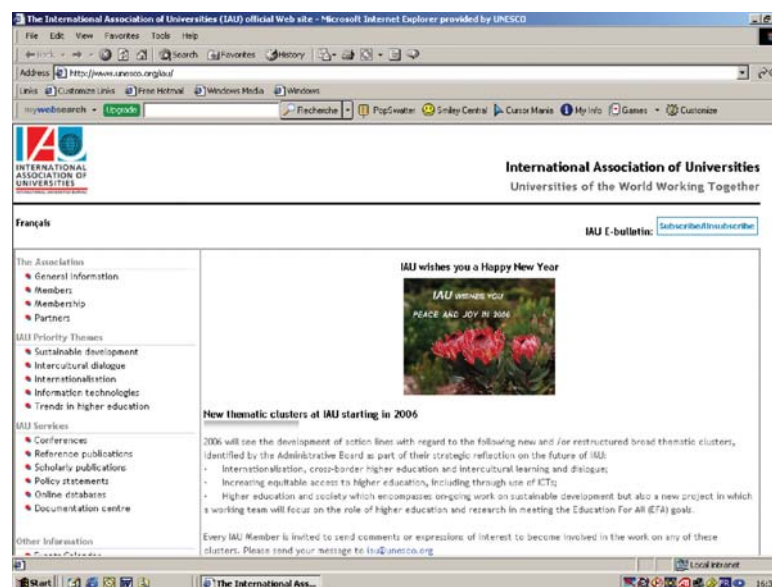 The International Association of Universities (IAU) official Web site - Microsoft Internet Explorer provided by UNESCO
File Edit View Favorites Tools Help
Search Favorites History
Address http://www.unesco.org/iau/
Links Customize Links Free Hotmail Windows Media Windows
mywebsearch Upgrade Recherche PopSwatter Smiley Central Cursor Mania My Info Games Customize
IAU
INTERNATIONAL
ASSOCIATION OF
UNIVERSITIES
International Association of Universities
Universities of the World Working Together
Français
IAU E-bulletin: Subscribe/Unsubscribe
The Association
General Information
Members
Membership
Partners
IAU Priority Themes
Sustainable development
Intercultural dialogue
Internationalisation
Information technologies
Trends in higher education
IAU Services
Conferences
Reference publications
Scholarly publications
Policy statements
Online databases
Documentation centre
Other Information
Events Calendar
IAU wishes you a Happy New Year
IAU WISHES YOU
PEACE AND JOY IN 2006
New thematic clusters at IAU starting in 2006
2006 will see the development of action lines with regard to the following new and /or restructured broad thematic clusters,
identified by the Administrative Board as part of their strategic reflection on the future of IAU:
· Internationalisation, cross-border higher education and intercultural learning and dialogue;
· Increasing equitable access to higher education, including through use of ICTs;
· Higher education and society which encompasses on-going work on sustainable development but also a new project in which
a working team will focus on the role of higher education and research in meeting the Education For All (EFA) goals.
Every IAU Member is invited to send comments or expressions of interest to become involved in the work on any of these
clusters. Please send your message to iau@unesco.org
Local intranet
Start The International Ass...